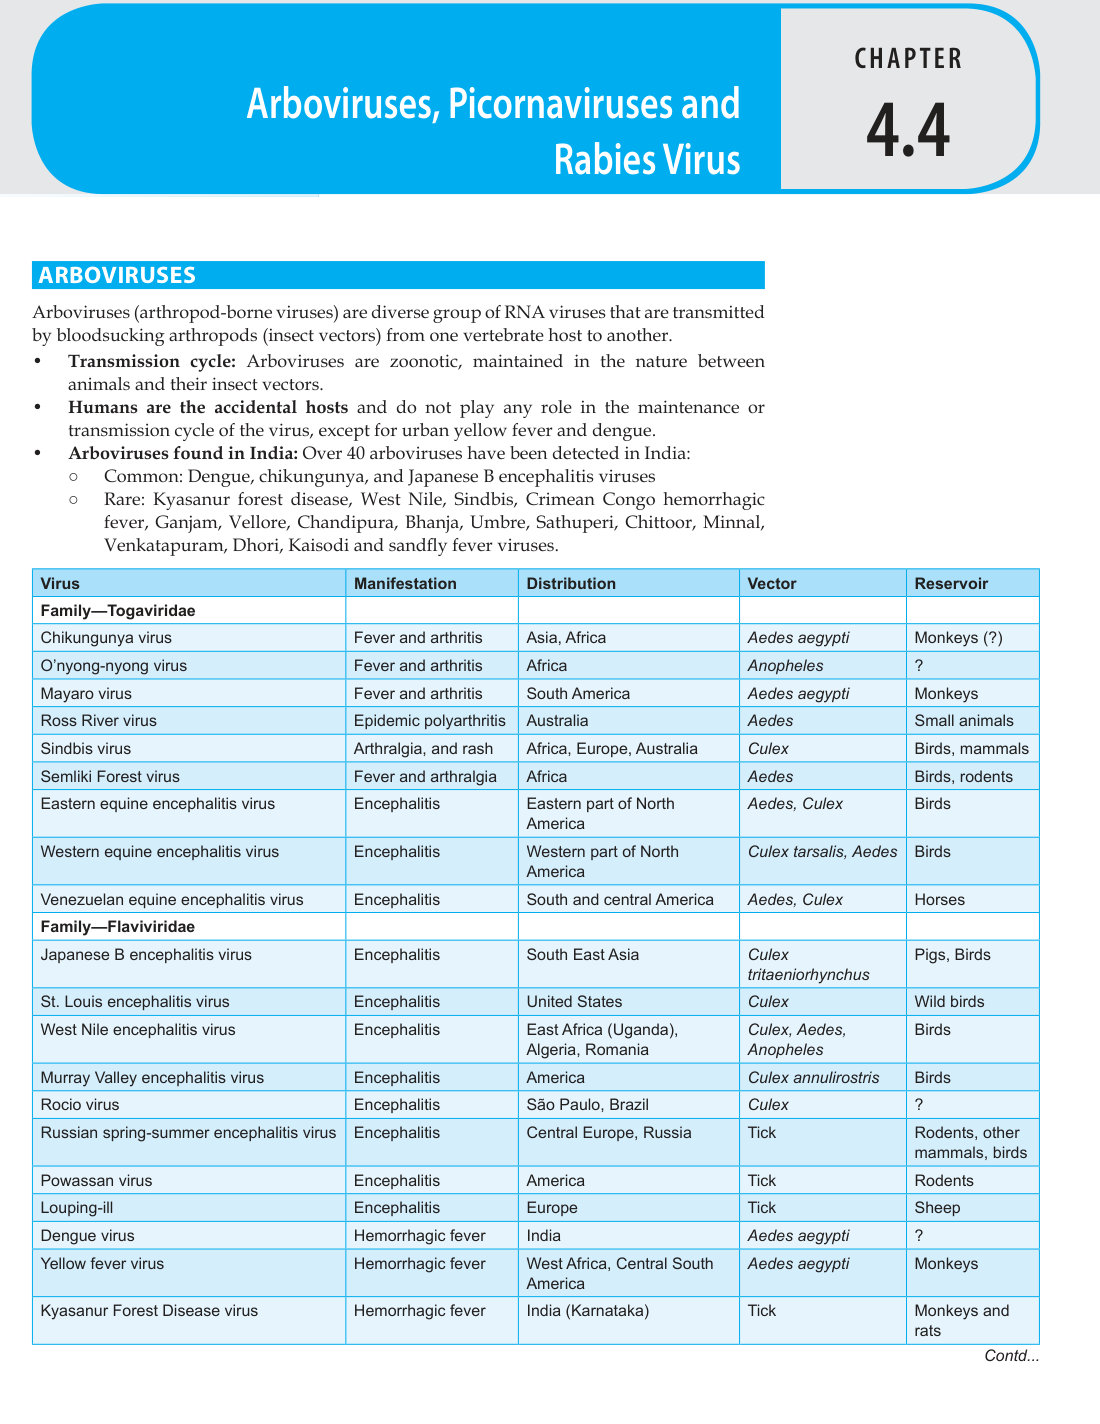 Arboviruses, Picornaviruses and
Rabies Virus
CHAPTER
4.4
ARBOVIRUSES
Arboviruses (arthropod-borne viruses) are diverse group of RNA viruses that are transmitted
by bloodsucking arthropods (insect vectors) from one vertebrate host to another.
• Transmission cycle: Arboviruses are zoonotic, maintained in the nature between
animals and their insect vectors.
• Humans are the accidental hosts and do not play any role in the maintenance or
transmission cycle of the virus, except for urban yellow fever and dengue.
• Arboviruses found in India: Over 40 arboviruses have been detected in India:
○ Common: Dengue, chikungunya, and Japanese B encephalitis viruses
○ Rare: Kyasanur forest disease, West Nile, Sindbis, Crimean Congo hemorrhagic
fever, Ganjam, Vellore, Chandipura, Bhanja, Umbre, Sathuperi, Chittoor, Minnal,
Venkatapuram, Dhori, Kaisodi and sandfly fever viruses.
Virus Manifestation Distribution Vector Reservoir
Family—Togaviridae
Chikungunya virus Fever and arthritis Asia, Africa Aedes aegypti Monkeys (?)
O’nyong-nyong virus Fever and arthritis Africa Anopheles ?
Mayaro virus Fever and arthritis South America Aedes aegypti Monkeys
Ross River virus Epidemic polyarthritis Australia Aedes Small animals
Sindbis virus Arthralgia, and rash Africa, Europe, Australia Culex Birds, mammals
Semliki Forest virus Fever and arthralgia Africa Aedes Birds, rodents
Eastern equine encephalitis virus Encephalitis Eastern part of North Aedes, Culex Birds
America
Western equine encephalitis virus Encephalitis Western part of North Culex tarsalis, Aedes Birds
America
Venezuelan equine encephalitis virus Encephalitis South and central America Aedes, Culex Horses
Family—Flaviviridae
Japanese B encephalitis virus Encephalitis South East Asia Culex Pigs, Birds
tritaeniorhynchus
St. Louis encephalitis virus Encephalitis United States Culex Wild birds
West Nile encephalitis virus Encephalitis East Africa (Uganda), Culex, Aedes, Birds
Algeria, Romania Anopheles
Murray Valley encephalitis virus Encephalitis America Culex annulirostris Birds
Rocio virus Encephalitis São Paulo, Brazil Culex ?
Russian spring-summer encephalitis virus Encephalitis Central Europe, Russia Tick Rodents, other
mammals, birds
Powassan virus Encephalitis America Tick Rodents
Louping-ill Encephalitis Europe Tick Sheep
Dengue virus Hemorrhagic fever India Aedes aegypti ?
Yellow fever virus Hemorrhagic fever West Africa, Central South Aedes aegypti Monkeys
America
Kyasanur Forest Disease virus Hemorrhagic fever India (Karnataka) Tick Monkeys and
rats
Contd...